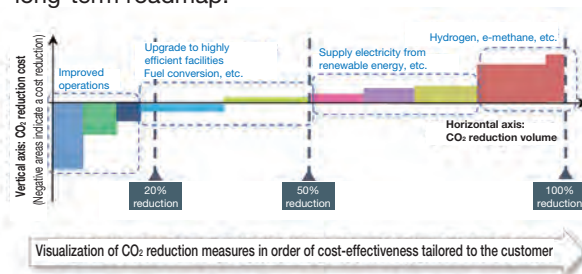 long-term roadmap.
Vertical axis: CO₂ reduction cost
(Negative areas indicate a cost reduction)
Improved
operations
Upgrade to highly
efficient facilities
Fuel conversion, etc.
Supply electricity from
renewable energy, etc.
Hydrogen, e-methane, etc.
Horizontal axis:
CO₂ reduction volume
20%
reduction
50%
reduction
100%
reduction
Visualization of CO₂ reduction measures in order of cost-effectiveness tailored to the customer